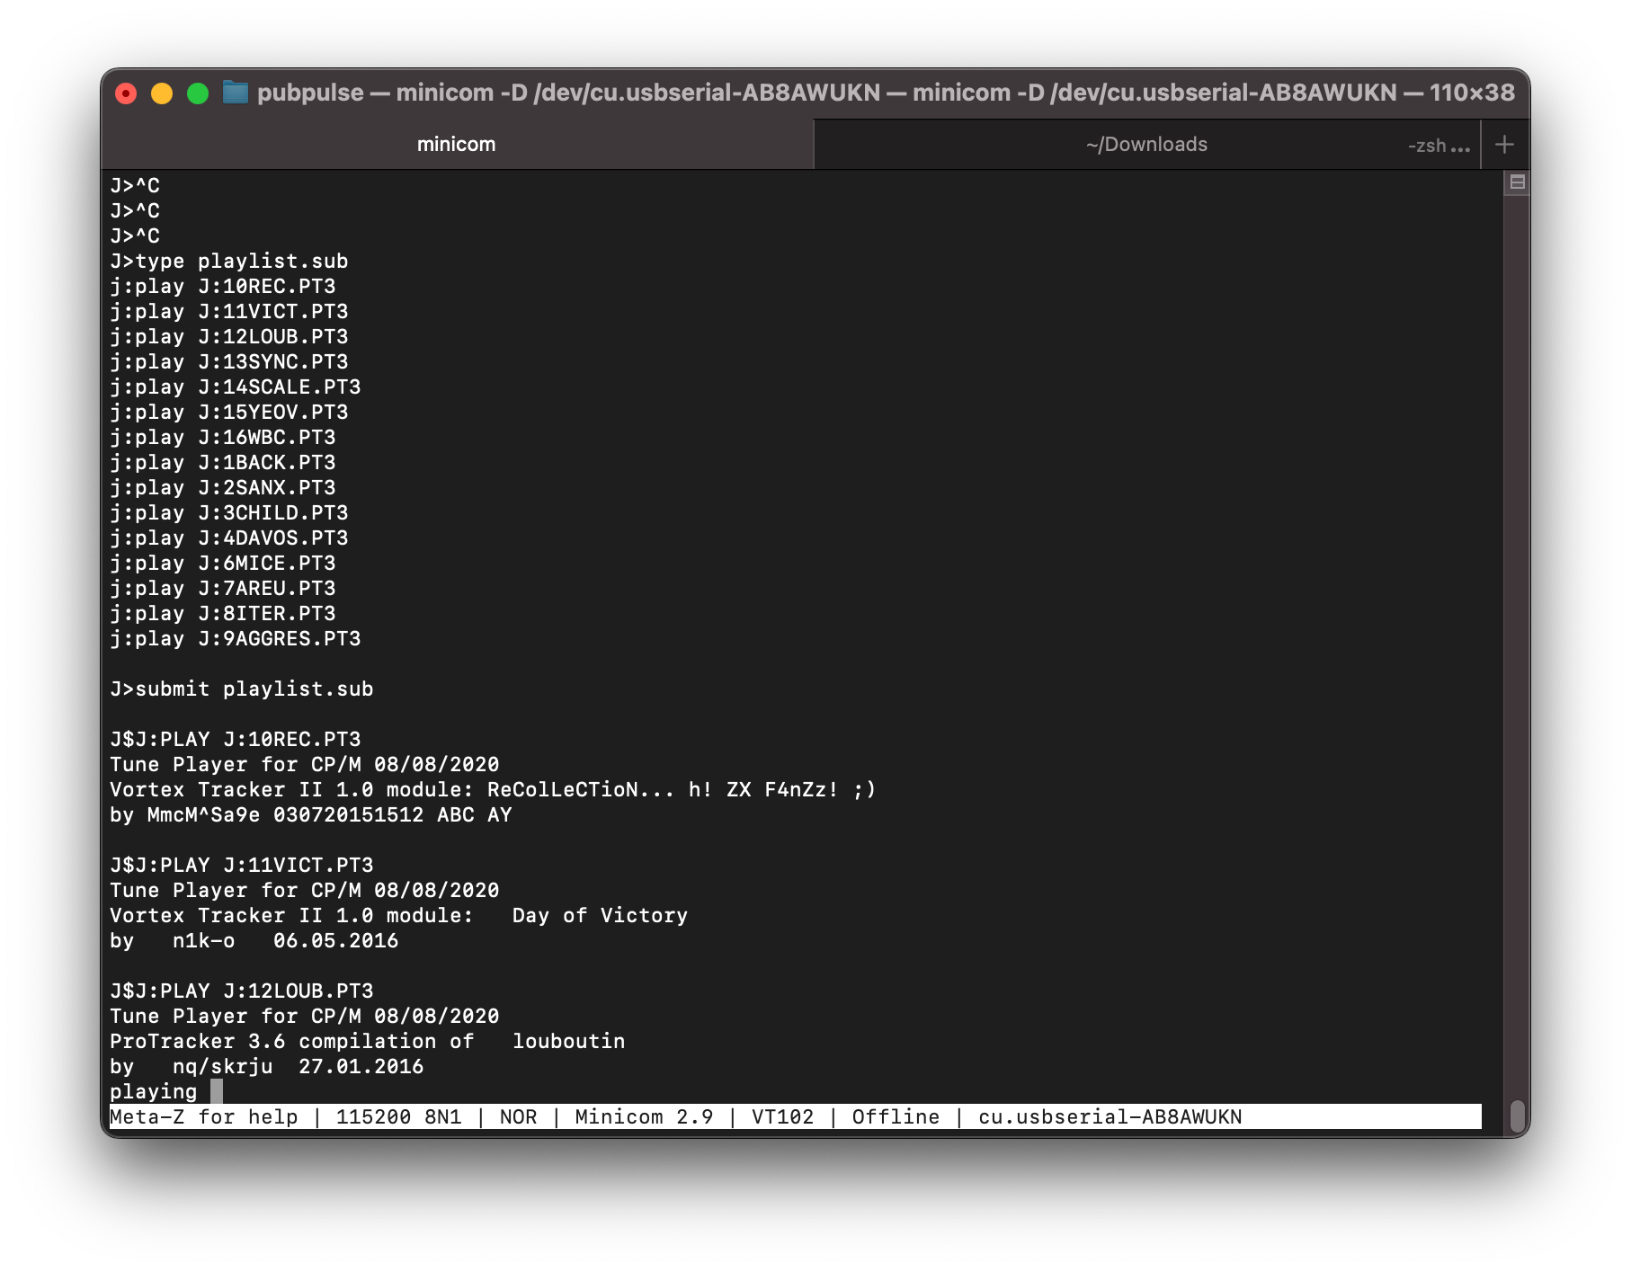 pubpulse — minicom -D /dev/cu.usbserial-AB8AWUKN — minicom -D /dev/cu.usbserial-AB8AWUKN — 110×38
minicom ~/Downloads -zsh ... +
J>^C
J>^C
J>^C
J>type playlist.sub
j:play J:10REC.PT3
j:play J:11VICT.PT3
j:play J:12LOUB.PT3
j:play J:13SYNC.PT3
j:play J:14SCALE.PT3
j:play J:15YEOV.PT3
j:play J:16WBC.PT3
j:play J:1BACK.PT3
j:play J:2SANX.PT3
j:play J:3CHILD.PT3
j:play J:4DAVOS.PT3
j:play J:6MICE.PT3
j:play J:7AREU.PT3
j:play J:8ITER.PT3
j:play J:9AGGRES.PT3
J>submit playlist.sub
J$J:PLAY J:10REC.PT3
Tune Player for CP/M 08/08/2020
Vortex Tracker II 1.0 module: ReColLeCTioN... h! ZX F4nZz! ;)
by MmcM^Sa9e 030720151512 ABC AY
J$J:PLAY J:11VICT.PT3
Tune Player for CP/M 08/08/2020
Vortex Tracker II 1.0 module:   Day of Victory
by   n1k-o   06.05.2016
J$J:PLAY J:12LOUB.PT3
Tune Player for CP/M 08/08/2020
ProTracker 3.6 compilation of   louboutin
by   nq/skrju  27.01.2016
playing
Meta-Z for help | 115200 8N1 | NOR | Minicom 2.9 | VT102 | Offline | cu.usbserial-AB8AWUKN